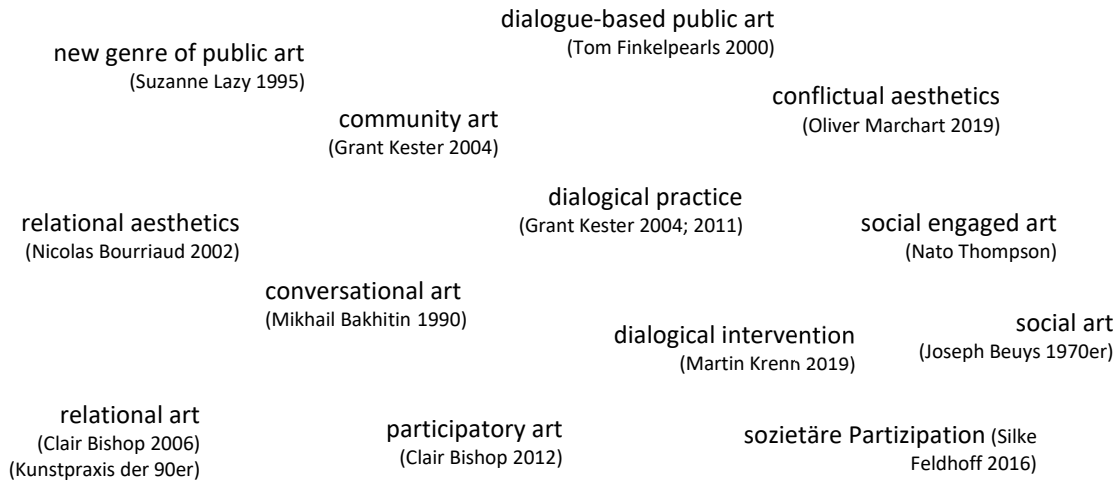 dialogue-based public art
(Tom Finkelpearls 2000)
new genre of public art
(Suzanne Lazy 1995)
conflictual aesthetics
(Oliver Marchart 2019)
community art
(Grant Kester 2004)
dialogical practice
(Grant Kester 2004; 2011)
relational aesthetics
(Nicolas Bourriaud 2002)
social engaged art
(Nato Thompson)
conversational art
(Mikhail Bakhitin 1990)
dialogical intervention
(Martin Krenn 2019)
social art
(Joseph Beuys 1970er)
relational art
(Clair Bishop 2006)
(Kunstpraxis der 90er)
participatory art
(Clair Bishop 2012)
sozietäre Partizipation (Silke
Feldhoff 2016)